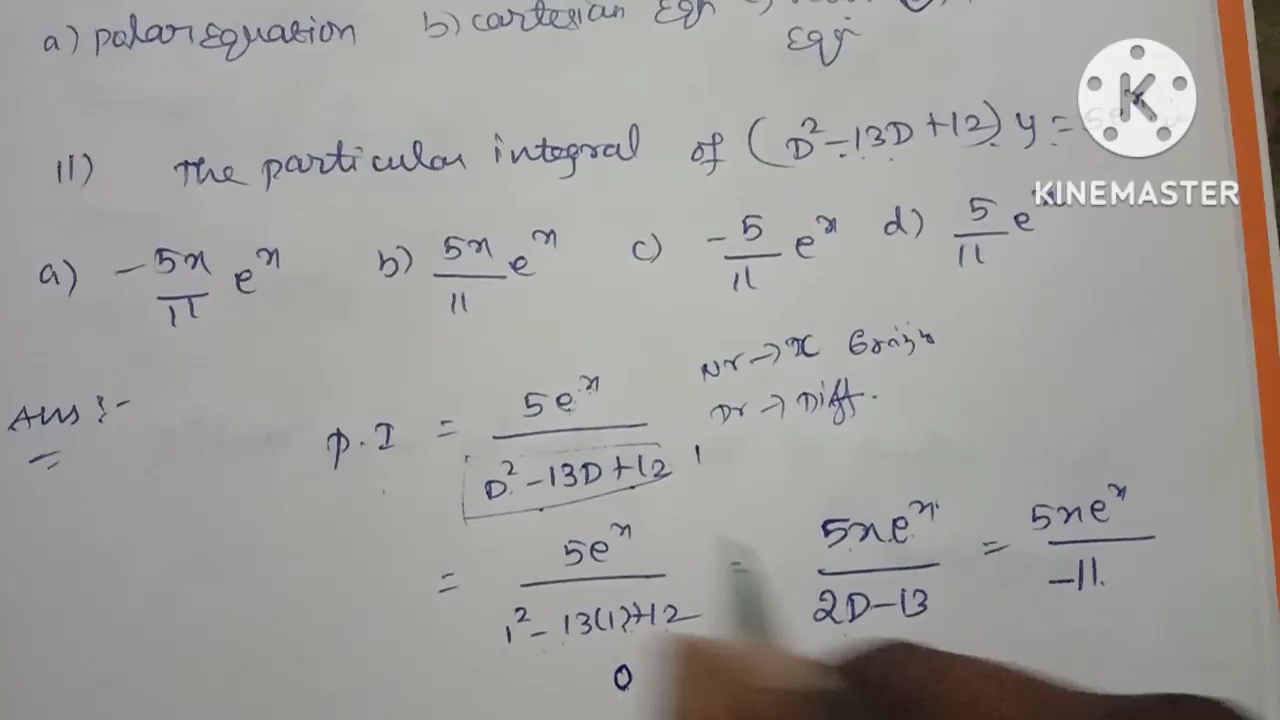 a) polar Equation b) cartesian Eqn
Eqn
11) The particular integral of (D² - 13D + 12) y =
KINEMASTER
a) -5x/11 eˣ b) 5x/11 eˣ c) -5/11 eˣ d) 5/11 eˣ
Nr → x
Ans :- Dr → Diff.
P.I = 5eˣ / D² - 13D + 12
= 5eˣ / 1² - 13(1) + 12 = 5xeˣ / 2D - 13 = 5xeˣ / -11
0